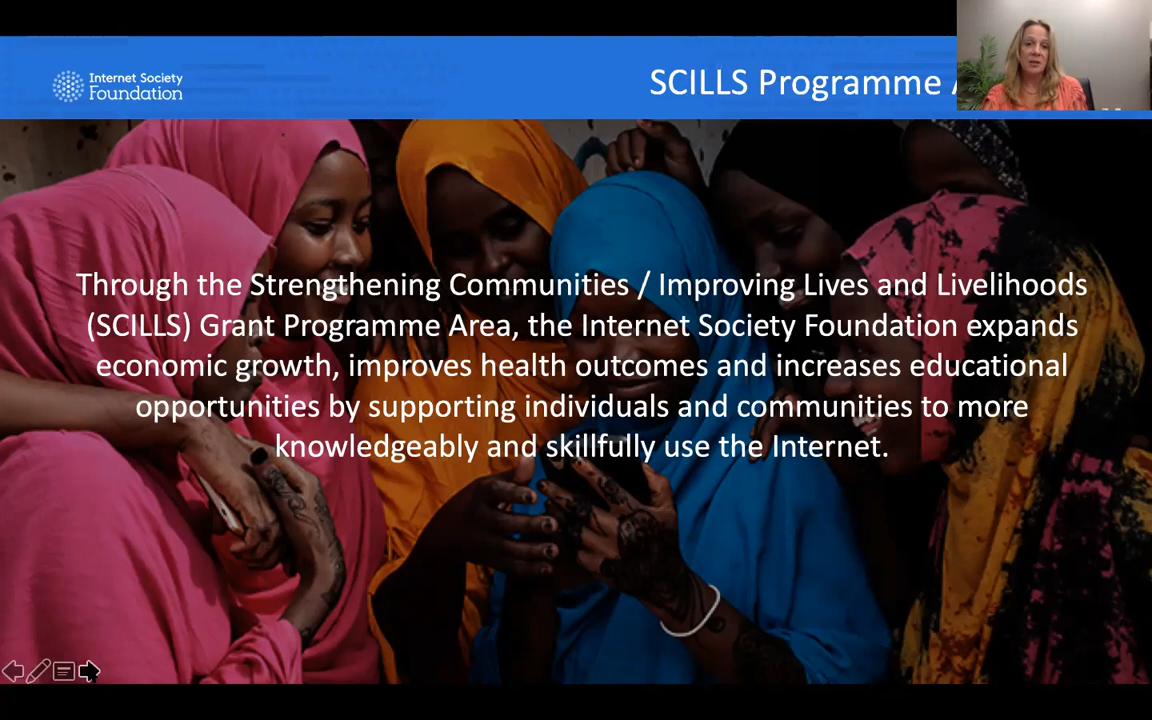 Internet Society
Foundation
SCILLS Programme
Through the Strengthening Communities / Improving Lives and Livelihoods
(SCILLS) Grant Programme Area, the Internet Society Foundation expands
economic growth, improves health outcomes and increases educational
opportunities by supporting individuals and communities to more
knowledgeably and skillfully use the Internet.